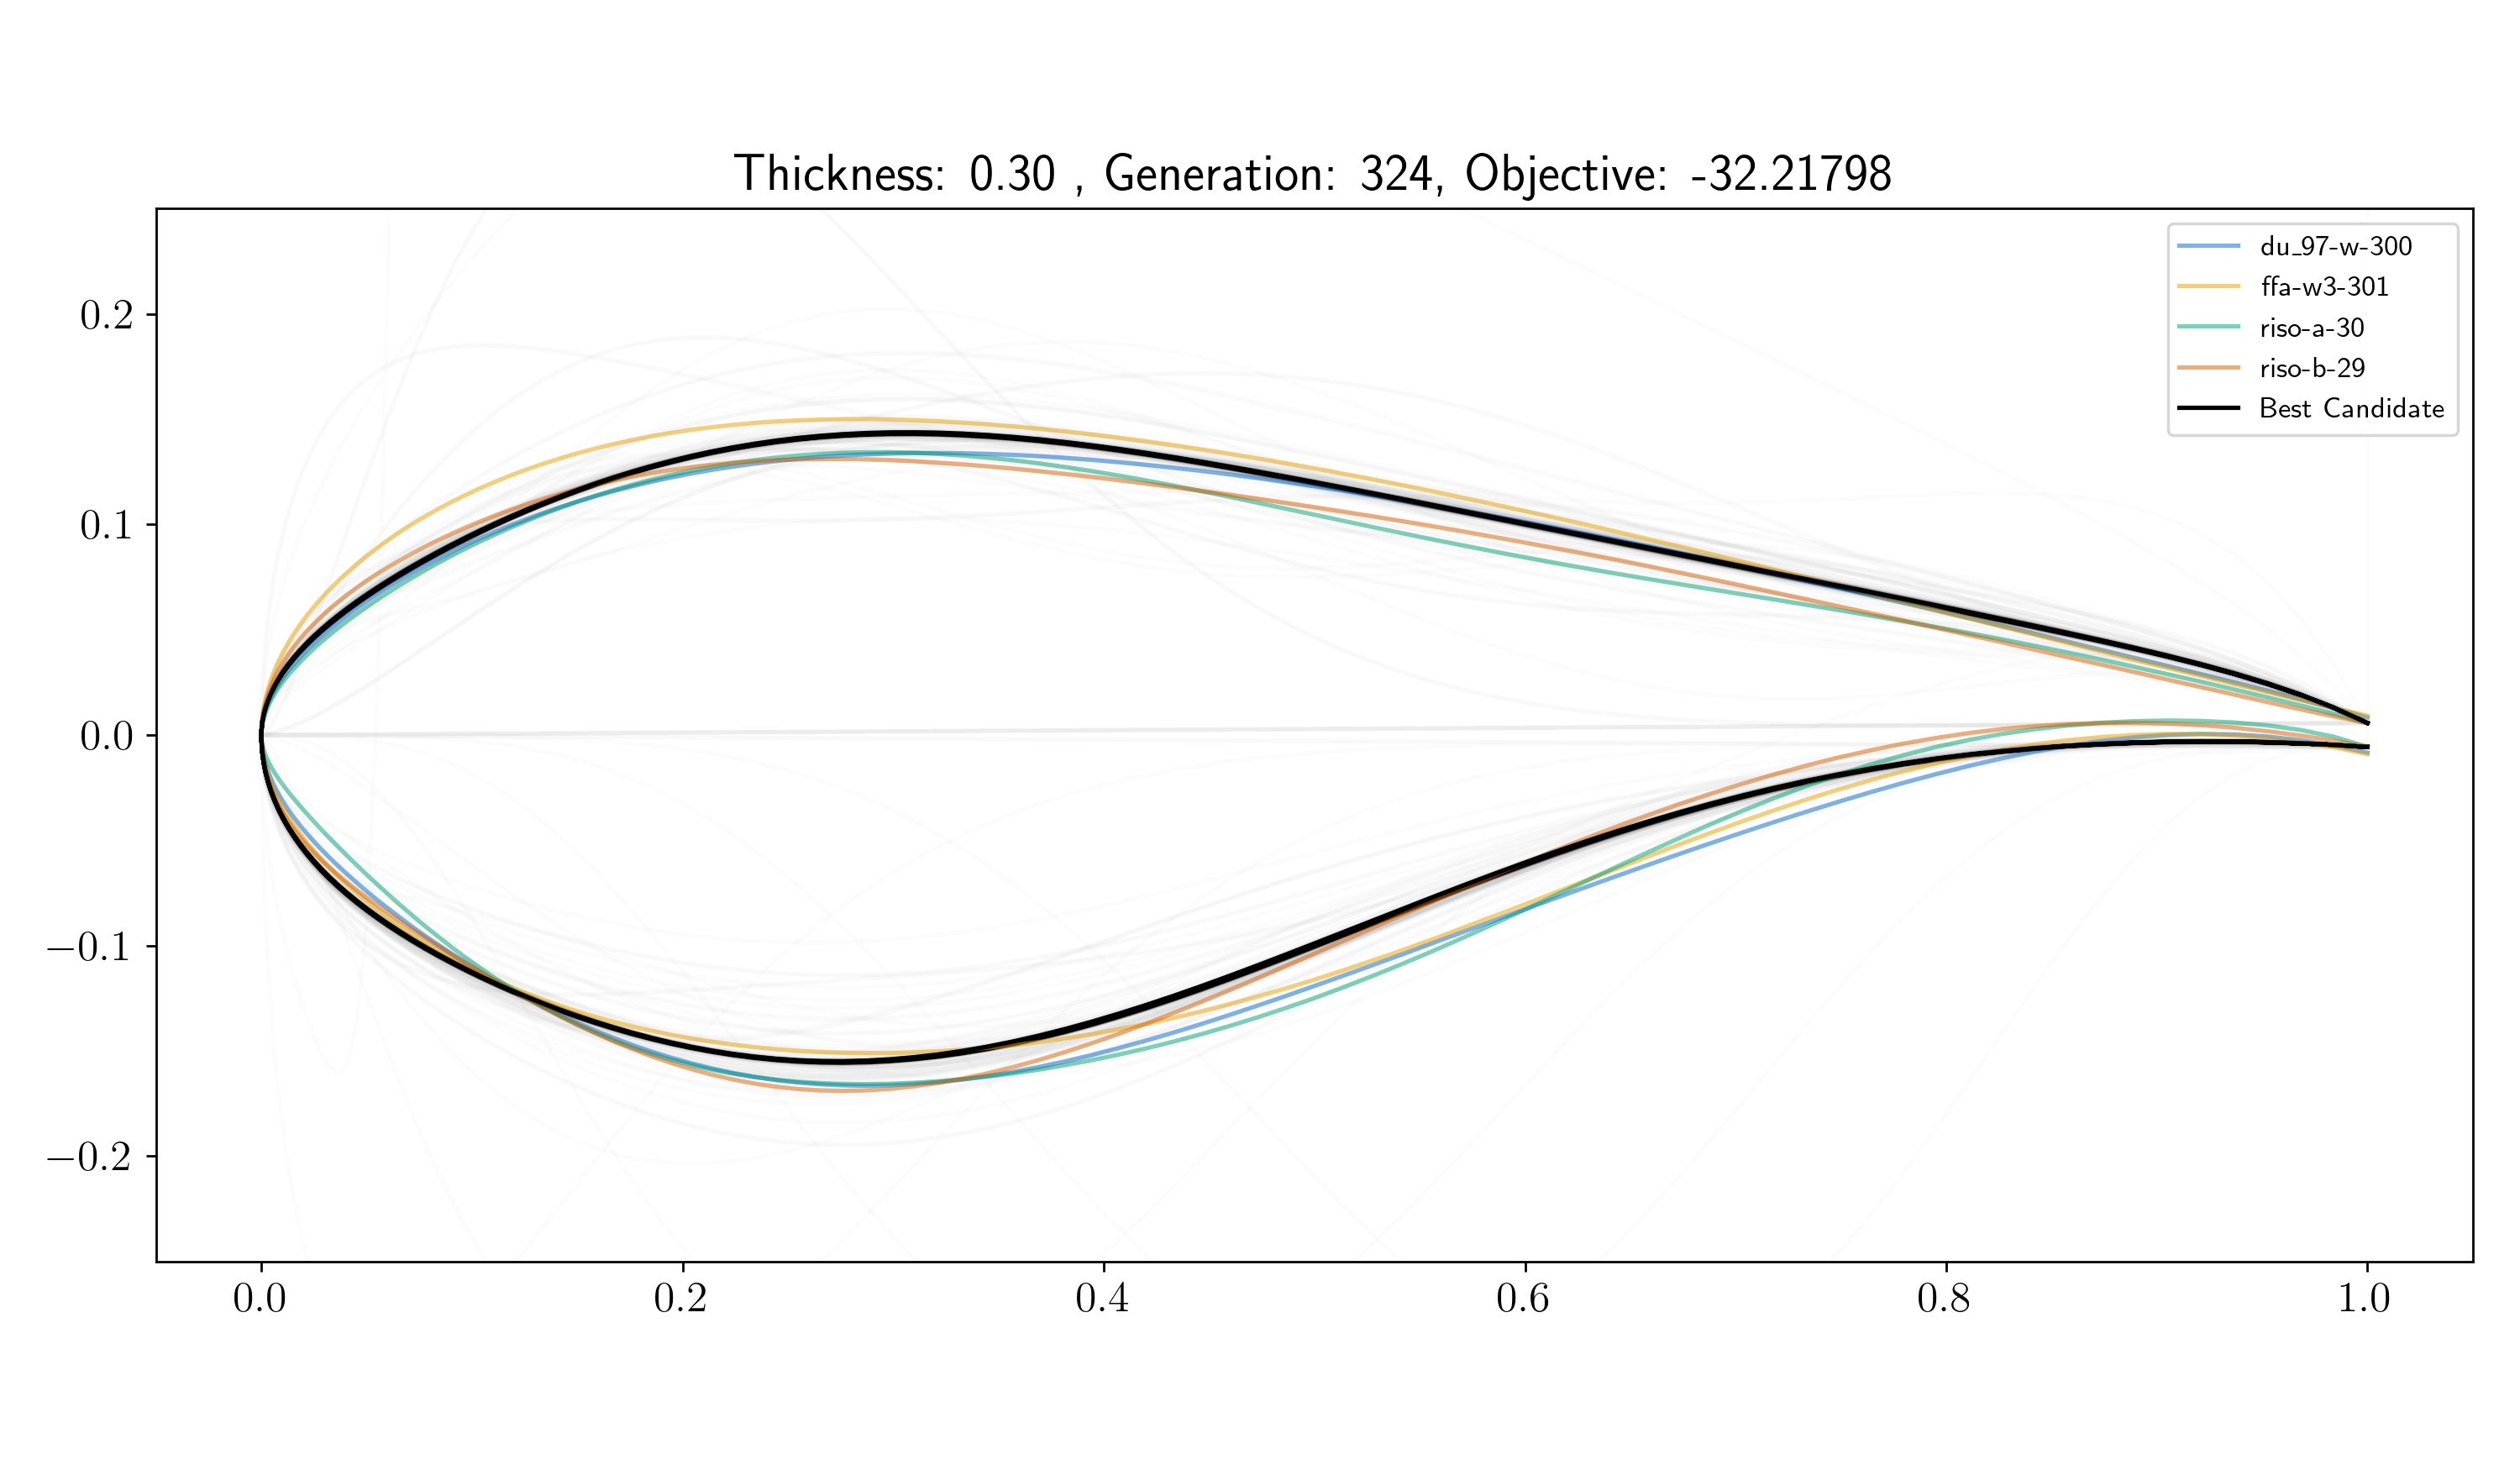 Thickness: 0.30 , Generation: 324, Objective: -32.21798
du_97-w-300
ffa-w3-301
riso-a-30
riso-b-29
Best Candidate
0.2
0.1
0.0
−0.1
−0.2
0.0 0.2 0.4 0.6 0.8 1.0